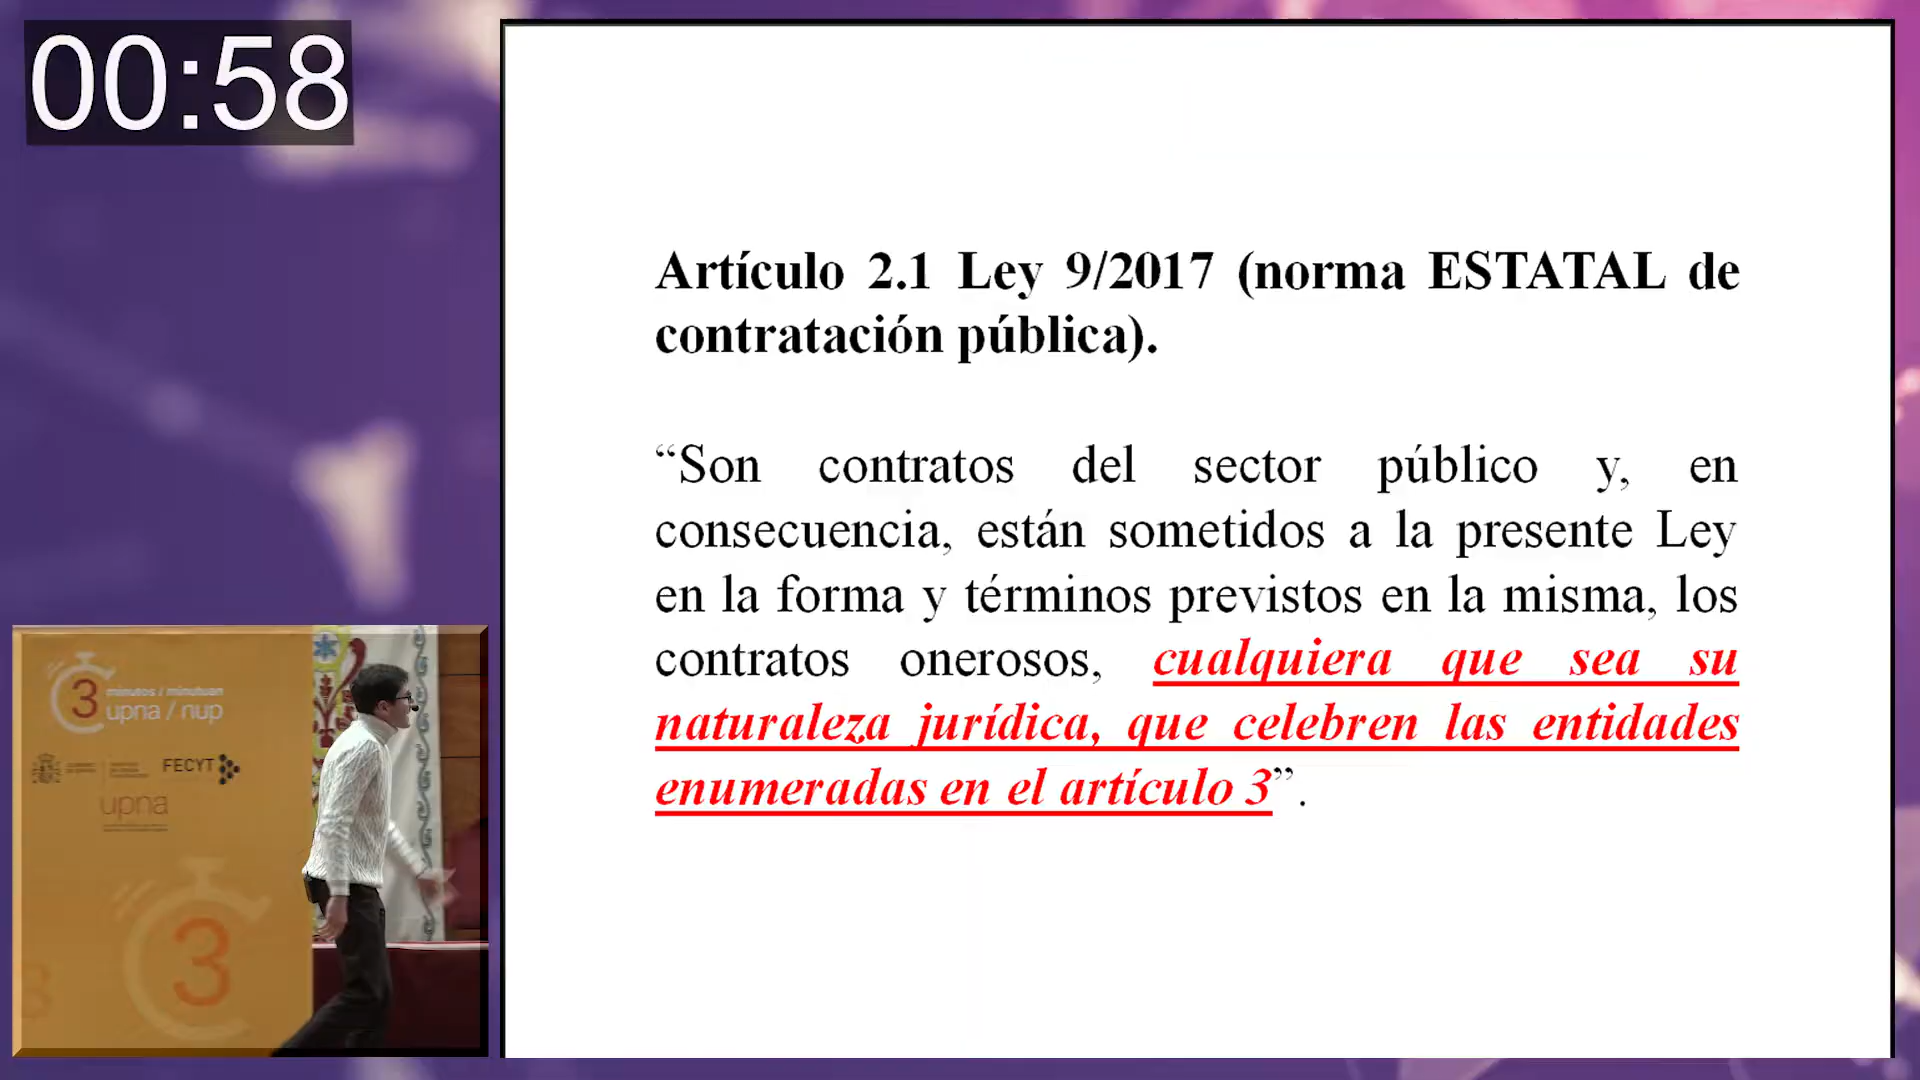 00:58
Artículo 2.1 Ley 9/2017 (norma ESTATAL de
contratación pública).
“Son contratos del sector público y, en
consecuencia, están sometidos a la presente Ley
en la forma y términos previstos en la misma, los
contratos onerosos, cualquiera que sea su
naturaleza jurídica, que celebren las entidades
enumeradas en el artículo 3”.
3 minutos / minutuan
upna / nup
FECYT
upna
3
3